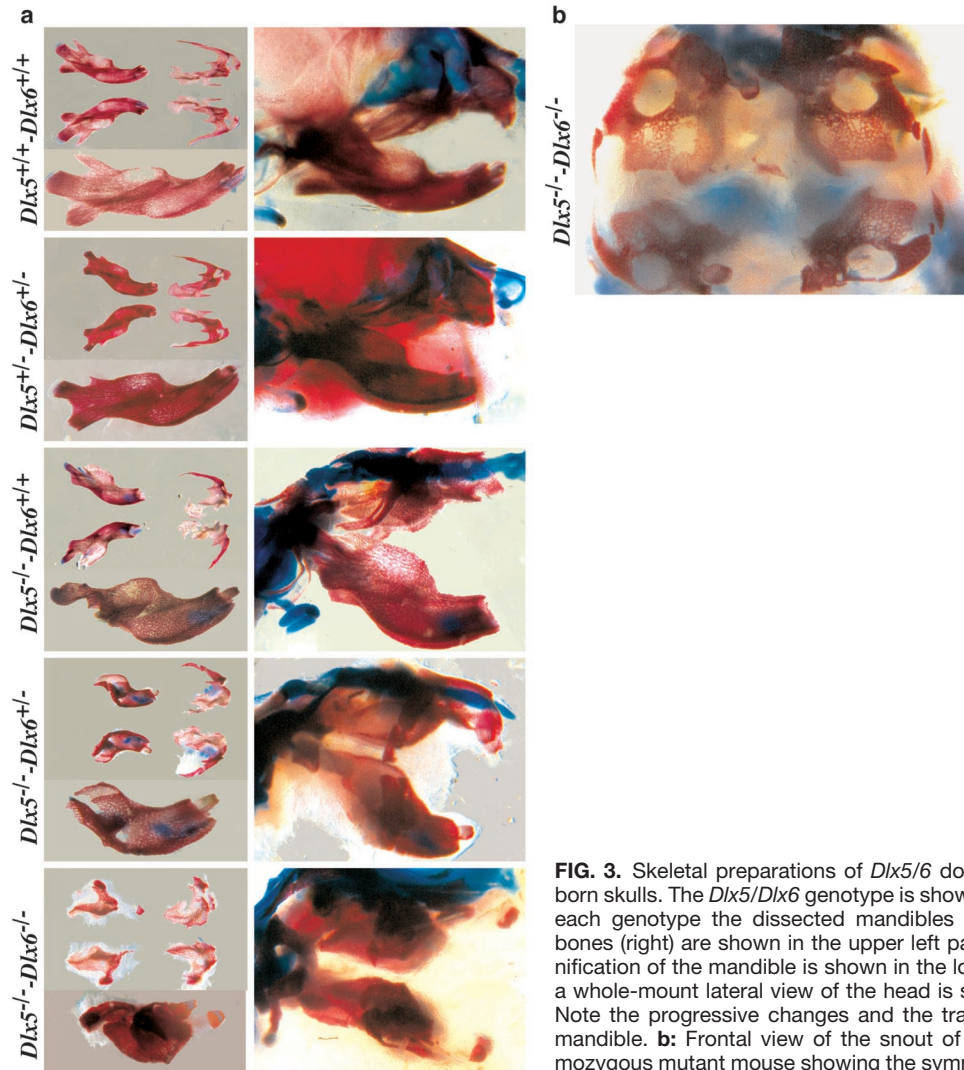 a
b
Dlx5+/+-Dlx6+/+
Dlx5+/--Dlx6+/-
Dlx5-/--Dlx6+/+
Dlx5-/--Dlx6+/-
Dlx5-/--Dlx6-/-
Dlx5-/--Dlx6-/-
FIG. 3. Skeletal preparations of Dlx5/6 do
born skulls. The Dlx5/Dlx6 genotype is show
each genotype the dissected mandibles
bones (right) are shown in the upper left pa
nification of the mandible is shown in the lo
a whole-mount lateral view of the head is s
Note the progressive changes and the tra
mandible. b: Frontal view of the snout of
mozygous mutant mouse showing the symm